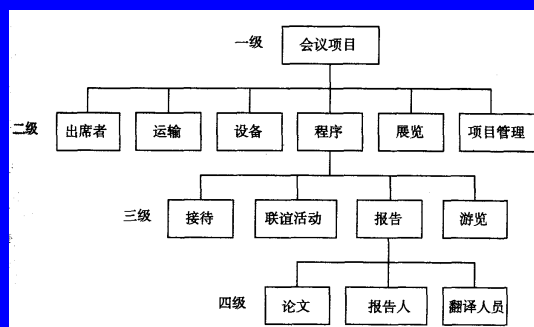 一级 会议项目
二级 出席者 运输 设备 程序 展览 项目管理
三级 接待 联谊活动 报告 游览
四级 论文 报告人 翻译人员